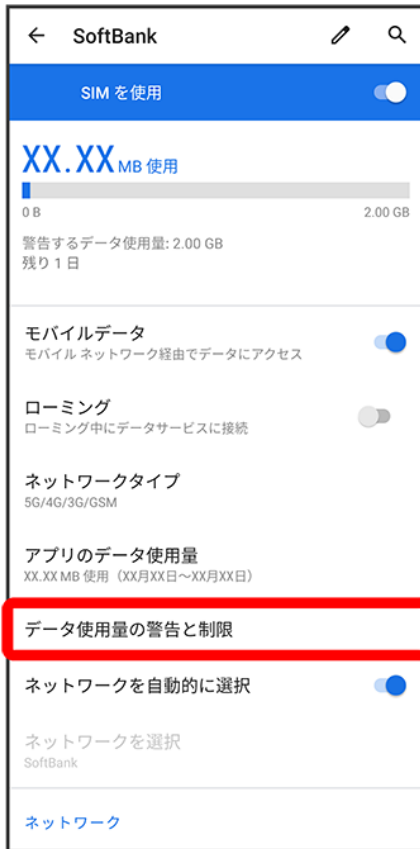 SoftBank
SIM を使用
XX.XX MB 使用
0 B 2.00 GB
警告するデータ使用量: 2.00 GB
残り 1 日
モバイルデータ
モバイル ネットワーク経由でデータにアクセス
ローミング
ローミング中にデータサービスに接続
ネットワークタイプ
5G/4G/3G/GSM
アプリのデータ使用量
XX.XX MB 使用（XX月XX日～XX月XX日）
データ使用量の警告と制限
ネットワークを自動的に選択
ネットワークを選択
SoftBank
ネットワーク